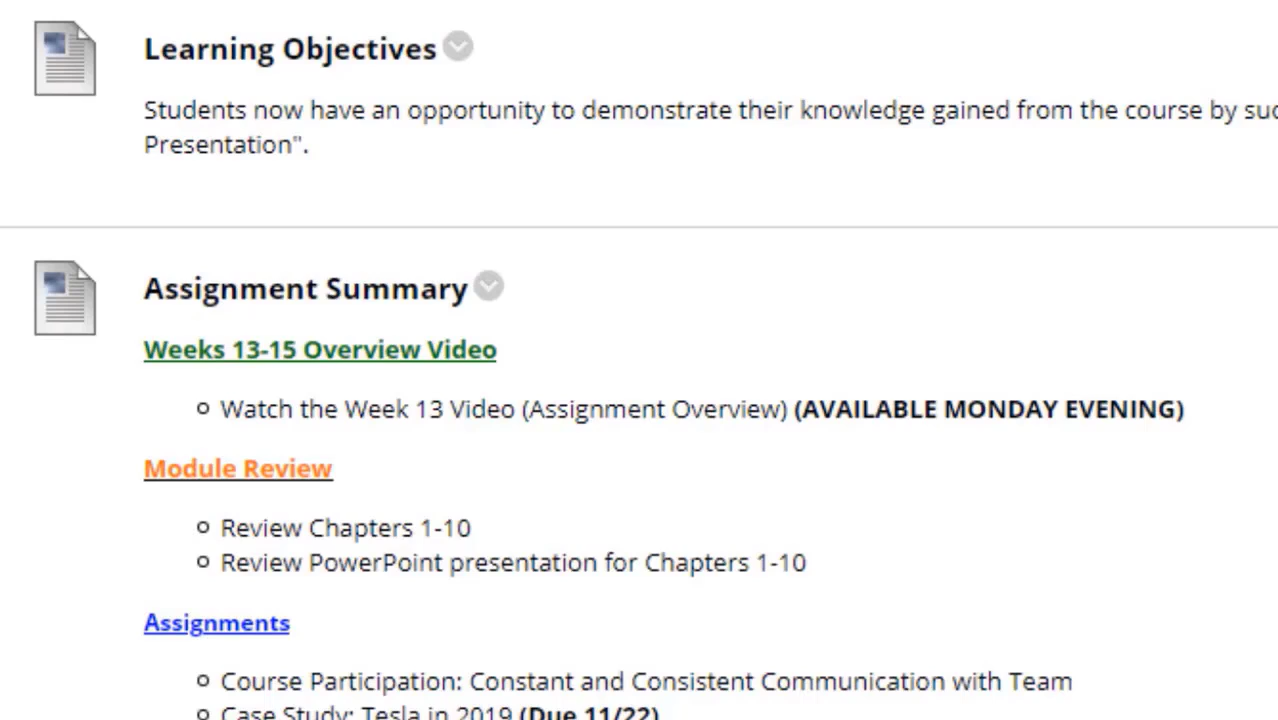 Learning Objectives
Students now have an opportunity to demonstrate their knowledge gained from the course by
Presentation".
Assignment Summary
Weeks 13-15 Overview Video
Watch the Week 13 Video (Assignment Overview) (AVAILABLE MONDAY EVENING)
Module Review
Review Chapters 1-10
Review PowerPoint presentation for Chapters 1-10
Assignments
Course Participation: Constant and Consistent Communication with Team
Case Study: Tesla in 2019 (Due 11/22)